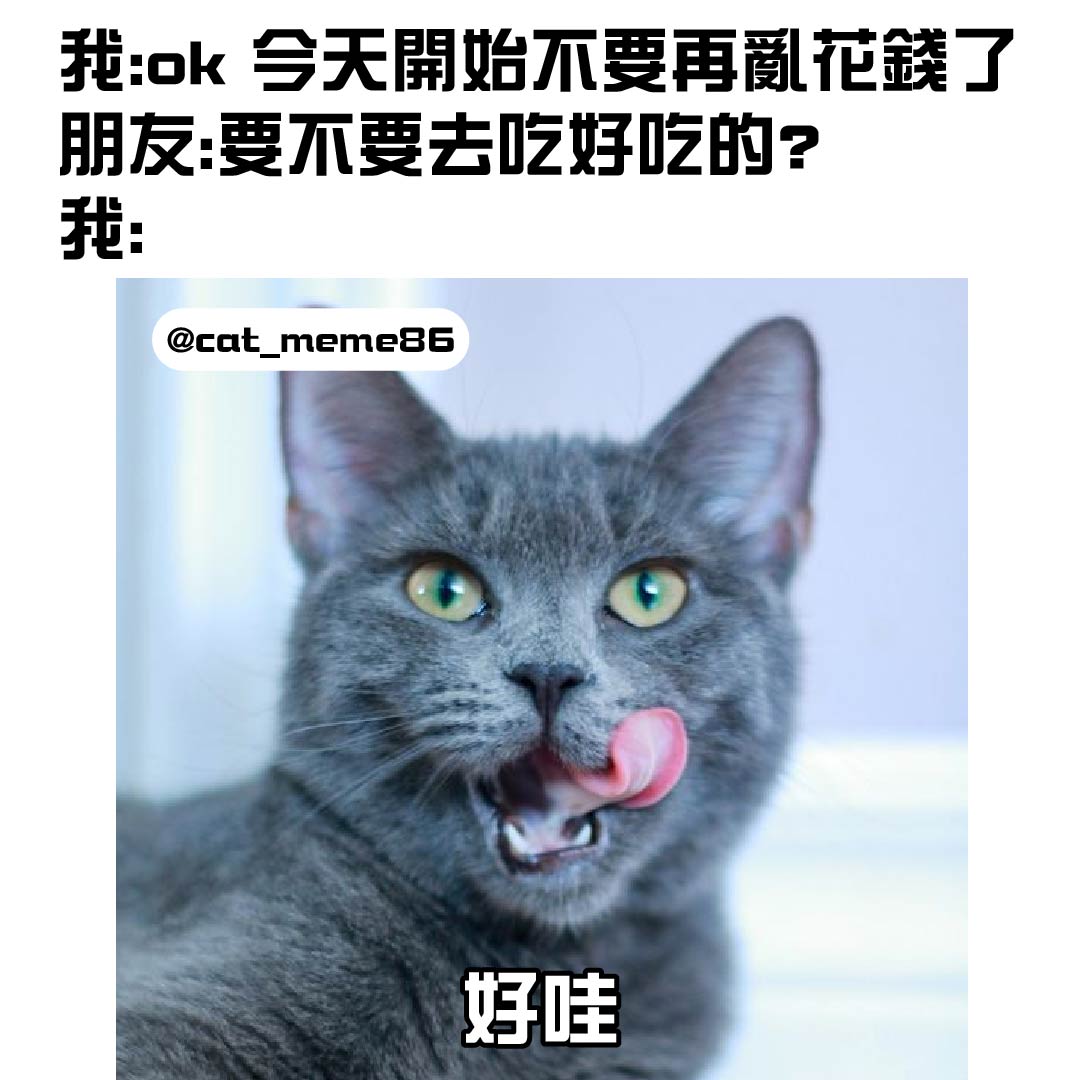 我:ok 今天開始不要再亂花錢了
朋友:要不要去吃好吃的?
我:
@cat_meme86
好哇